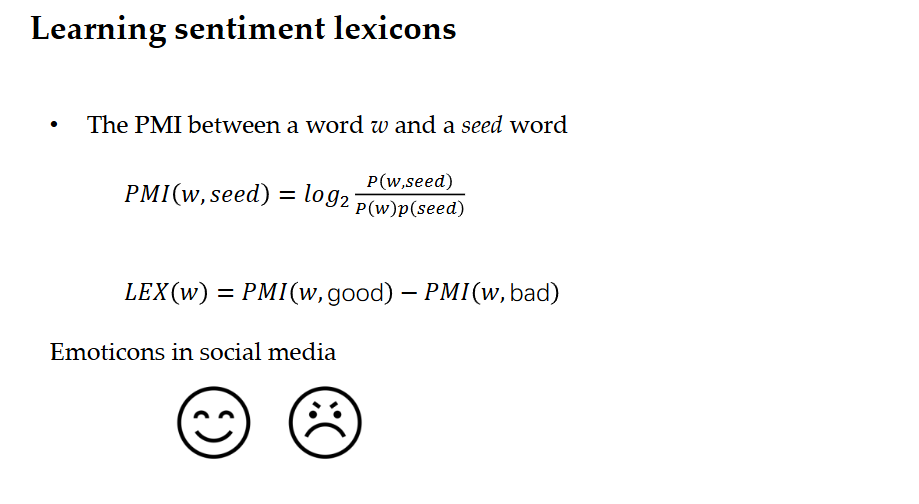 Learning sentiment lexicons
• The PMI between a word w and a seed word
PMI(w, seed) = log₂ P(w,seed) / P(w)p(seed)
LEX(w) = PMI(w, good) − PMI(w, bad)
Emoticons in social media